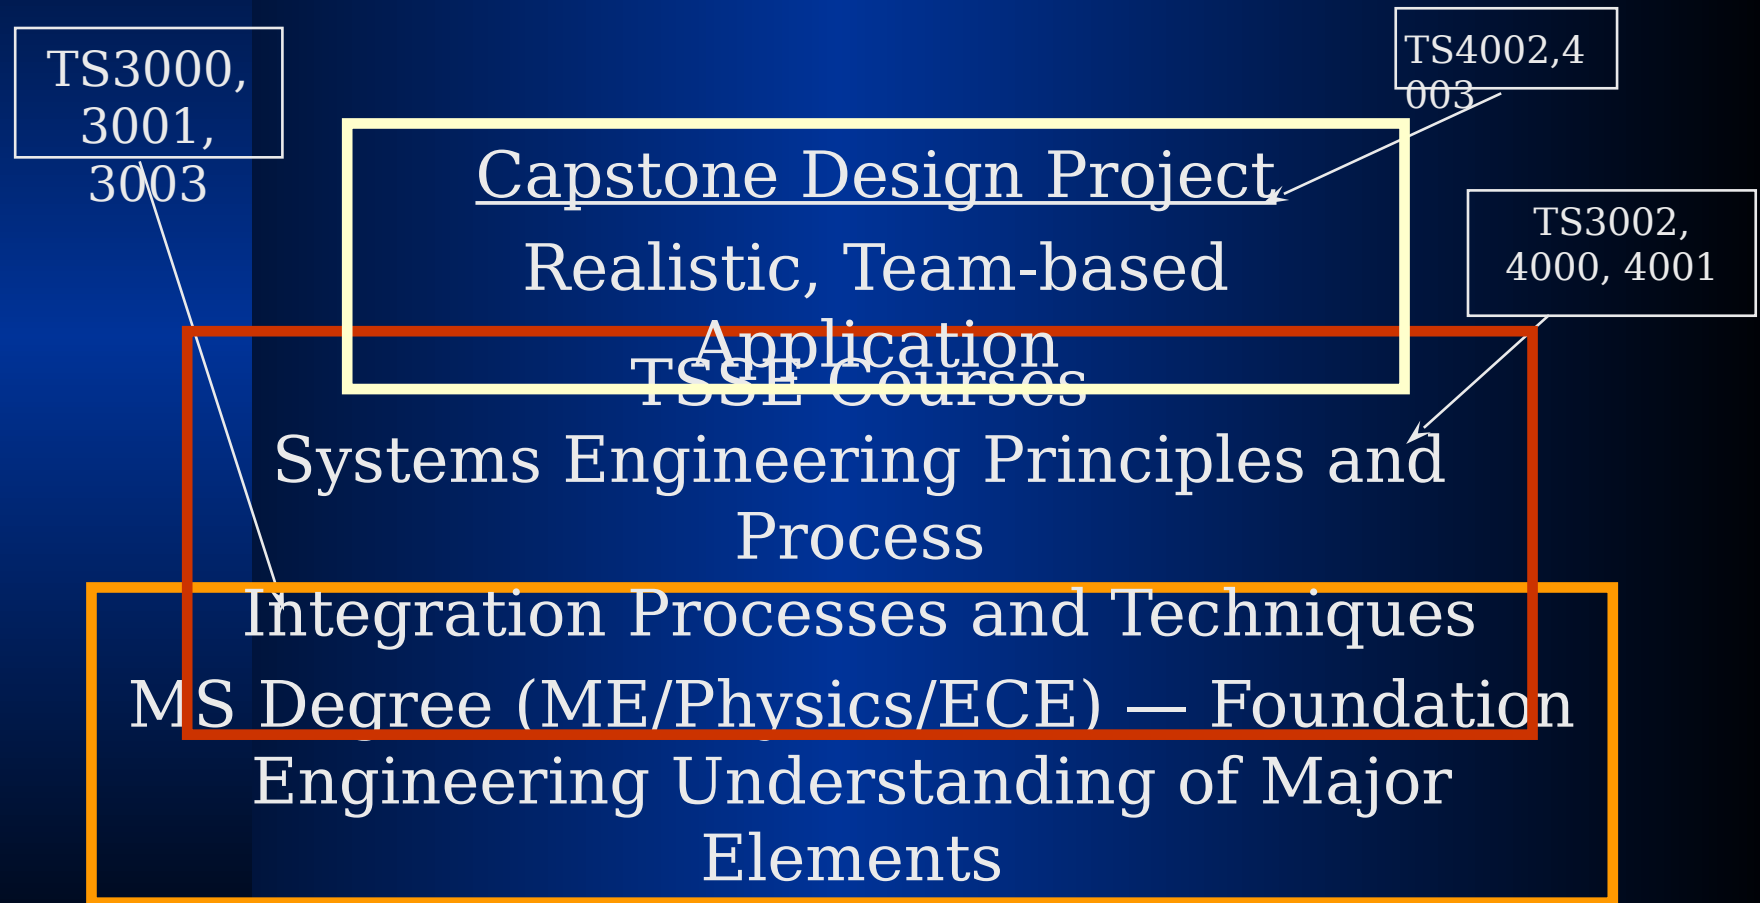 TS3000,
3001,
3003
TS4002,4
003
Capstone Design Project
Realistic, Team-based
Application
TS3002,
4000, 4001
TSSE Courses
Systems Engineering Principles and
Process
Integration Processes and Techniques
MS Degree (ME/Physics/ECE) — Foundation
Engineering Understanding of Major
Elements